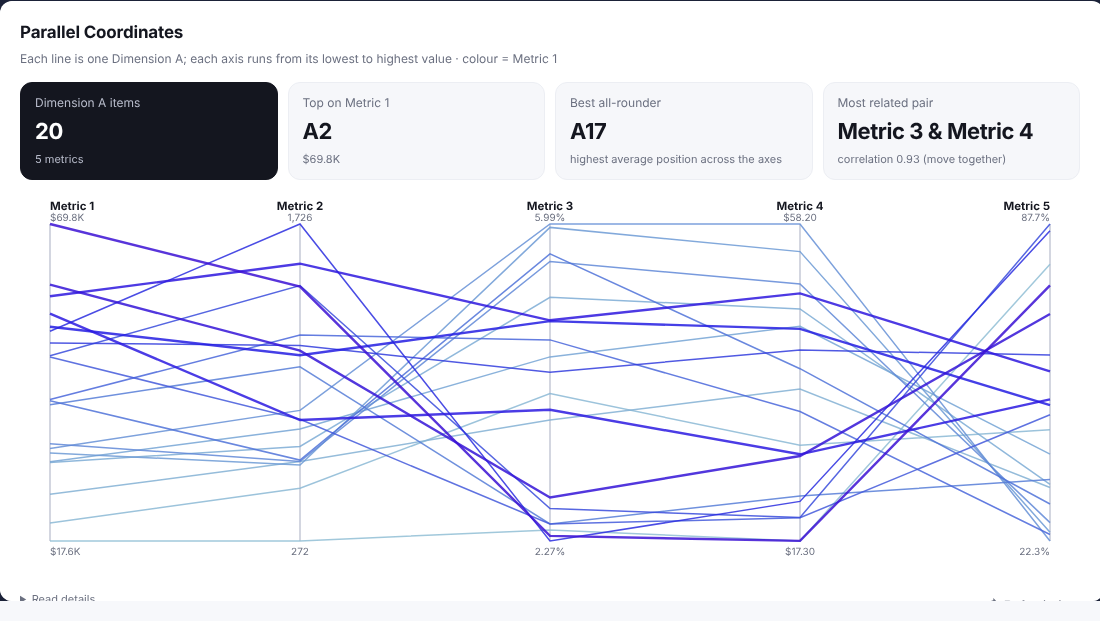 Parallel Coordinates
Each line is one Dimension A; each axis runs from its lowest to highest value · colour = Metric 1
Dimension A items
20
5 metrics
Top on Metric 1
A2
$69.8K
Best all-rounder
A17
highest average position across the axes
Most related pair
Metric 3 & Metric 4
correlation 0.93 (move together)
Metric 1 Metric 2 Metric 3 Metric 4 Metric 5
$69.8K 1,726 5.99% $58.20 87.7%
$17.6K 272 2.27% $17.30 22.3%
▶ Read details